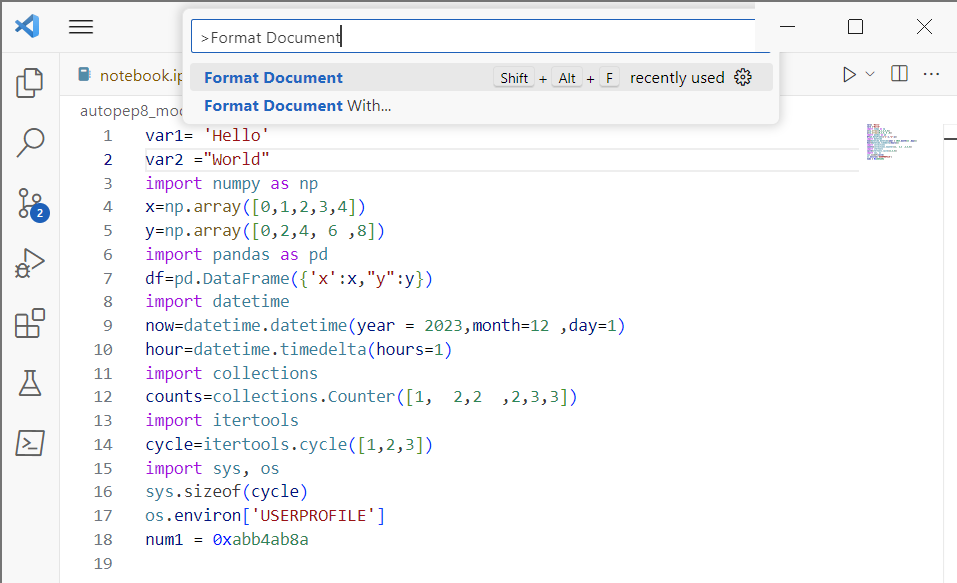 >Format Document
Format Document Shift + Alt + F recently used
Format Document With...
notebook.ip
autopep8_mod
1 var1= 'Hello'
2 var2 ="World"
3 import numpy as np
4 x=np.array([0,1,2,3,4])
5 y=np.array([0,2,4, 6 ,8])
6 import pandas as pd
7 df=pd.DataFrame({'x':x,"y":y})
8 import datetime
9 now=datetime.datetime(year = 2023,month=12 ,day=1)
10 hour=datetime.timedelta(hours=1)
11 import collections
12 counts=collections.Counter([1,  2,2  ,2,3,3])
13 import itertools
14 cycle=itertools.cycle([1,2,3])
15 import sys, os
16 sys.sizeof(cycle)
17 os.environ['USERPROFILE']
18 num1 = 0xabb4ab8a
19
2